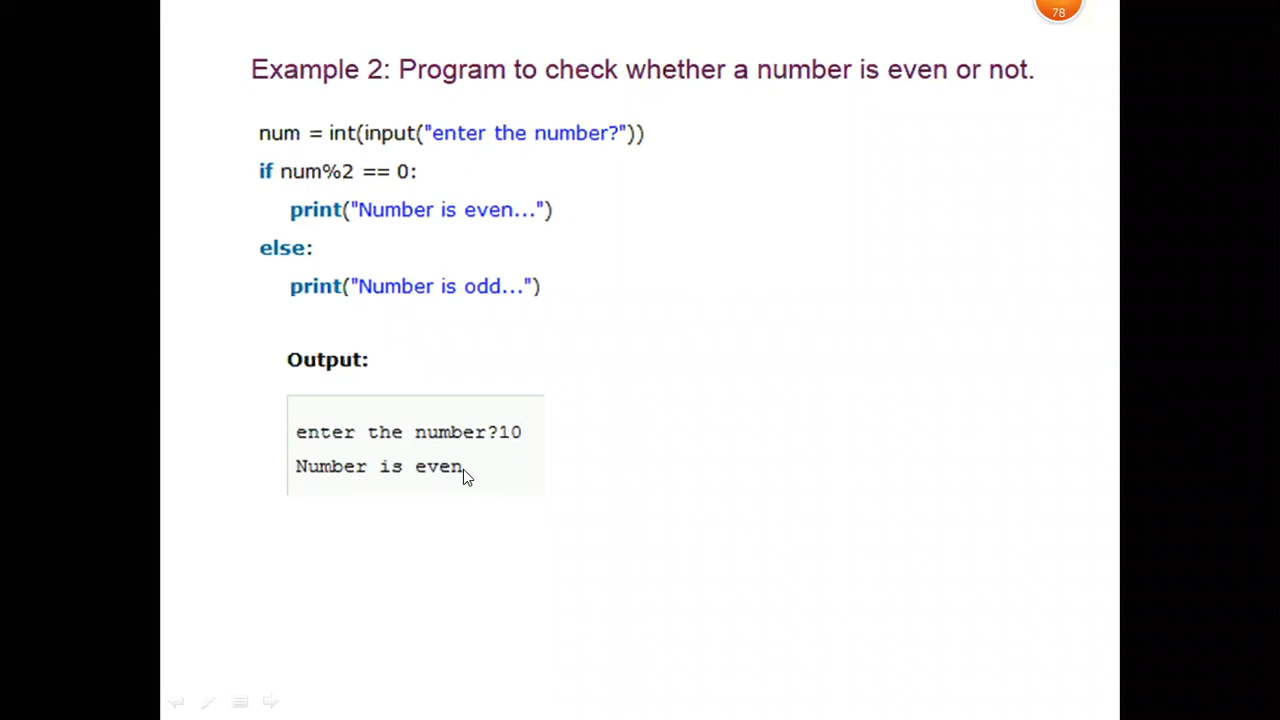 78
Example 2: Program to check whether a number is even or not.
num = int(input("enter the number?"))
if num%2 == 0:
print("Number is even...")
else:
print("Number is odd...")
Output:
enter the number?10
Number is even